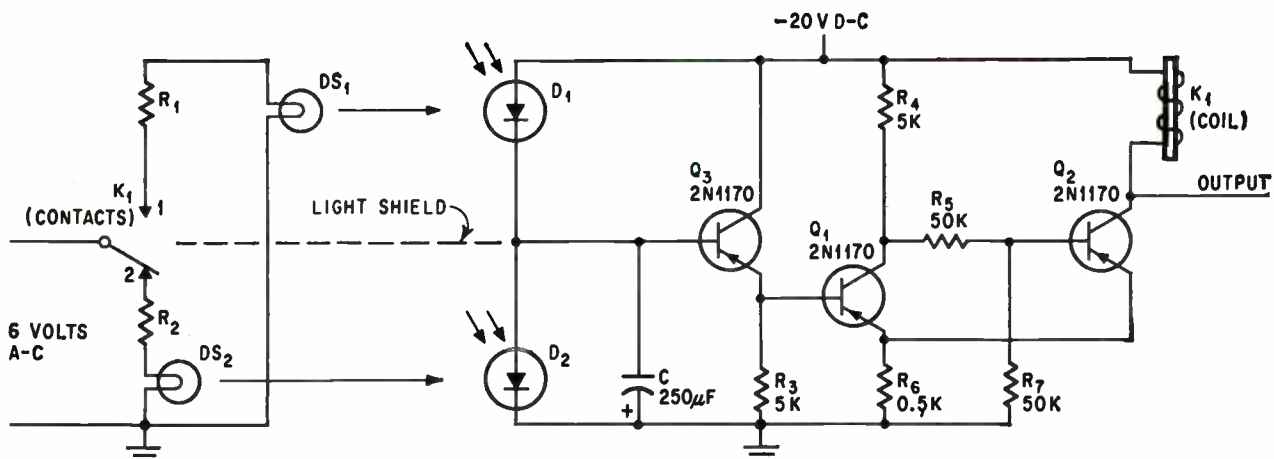 -20V D-C
R1
DS1
D1
R4
5K
K1
(COIL)
Q3
2N1170
Q2
2N1170
OUTPUT
K1
(CONTACTS)
1
LIGHT SHIELD
R5
50K
Q1
2N1170
2
R2
6 VOLTS
A-C
DS2
D2
C
250µF
+
R3
5K
R6
0.5K
R7
50K